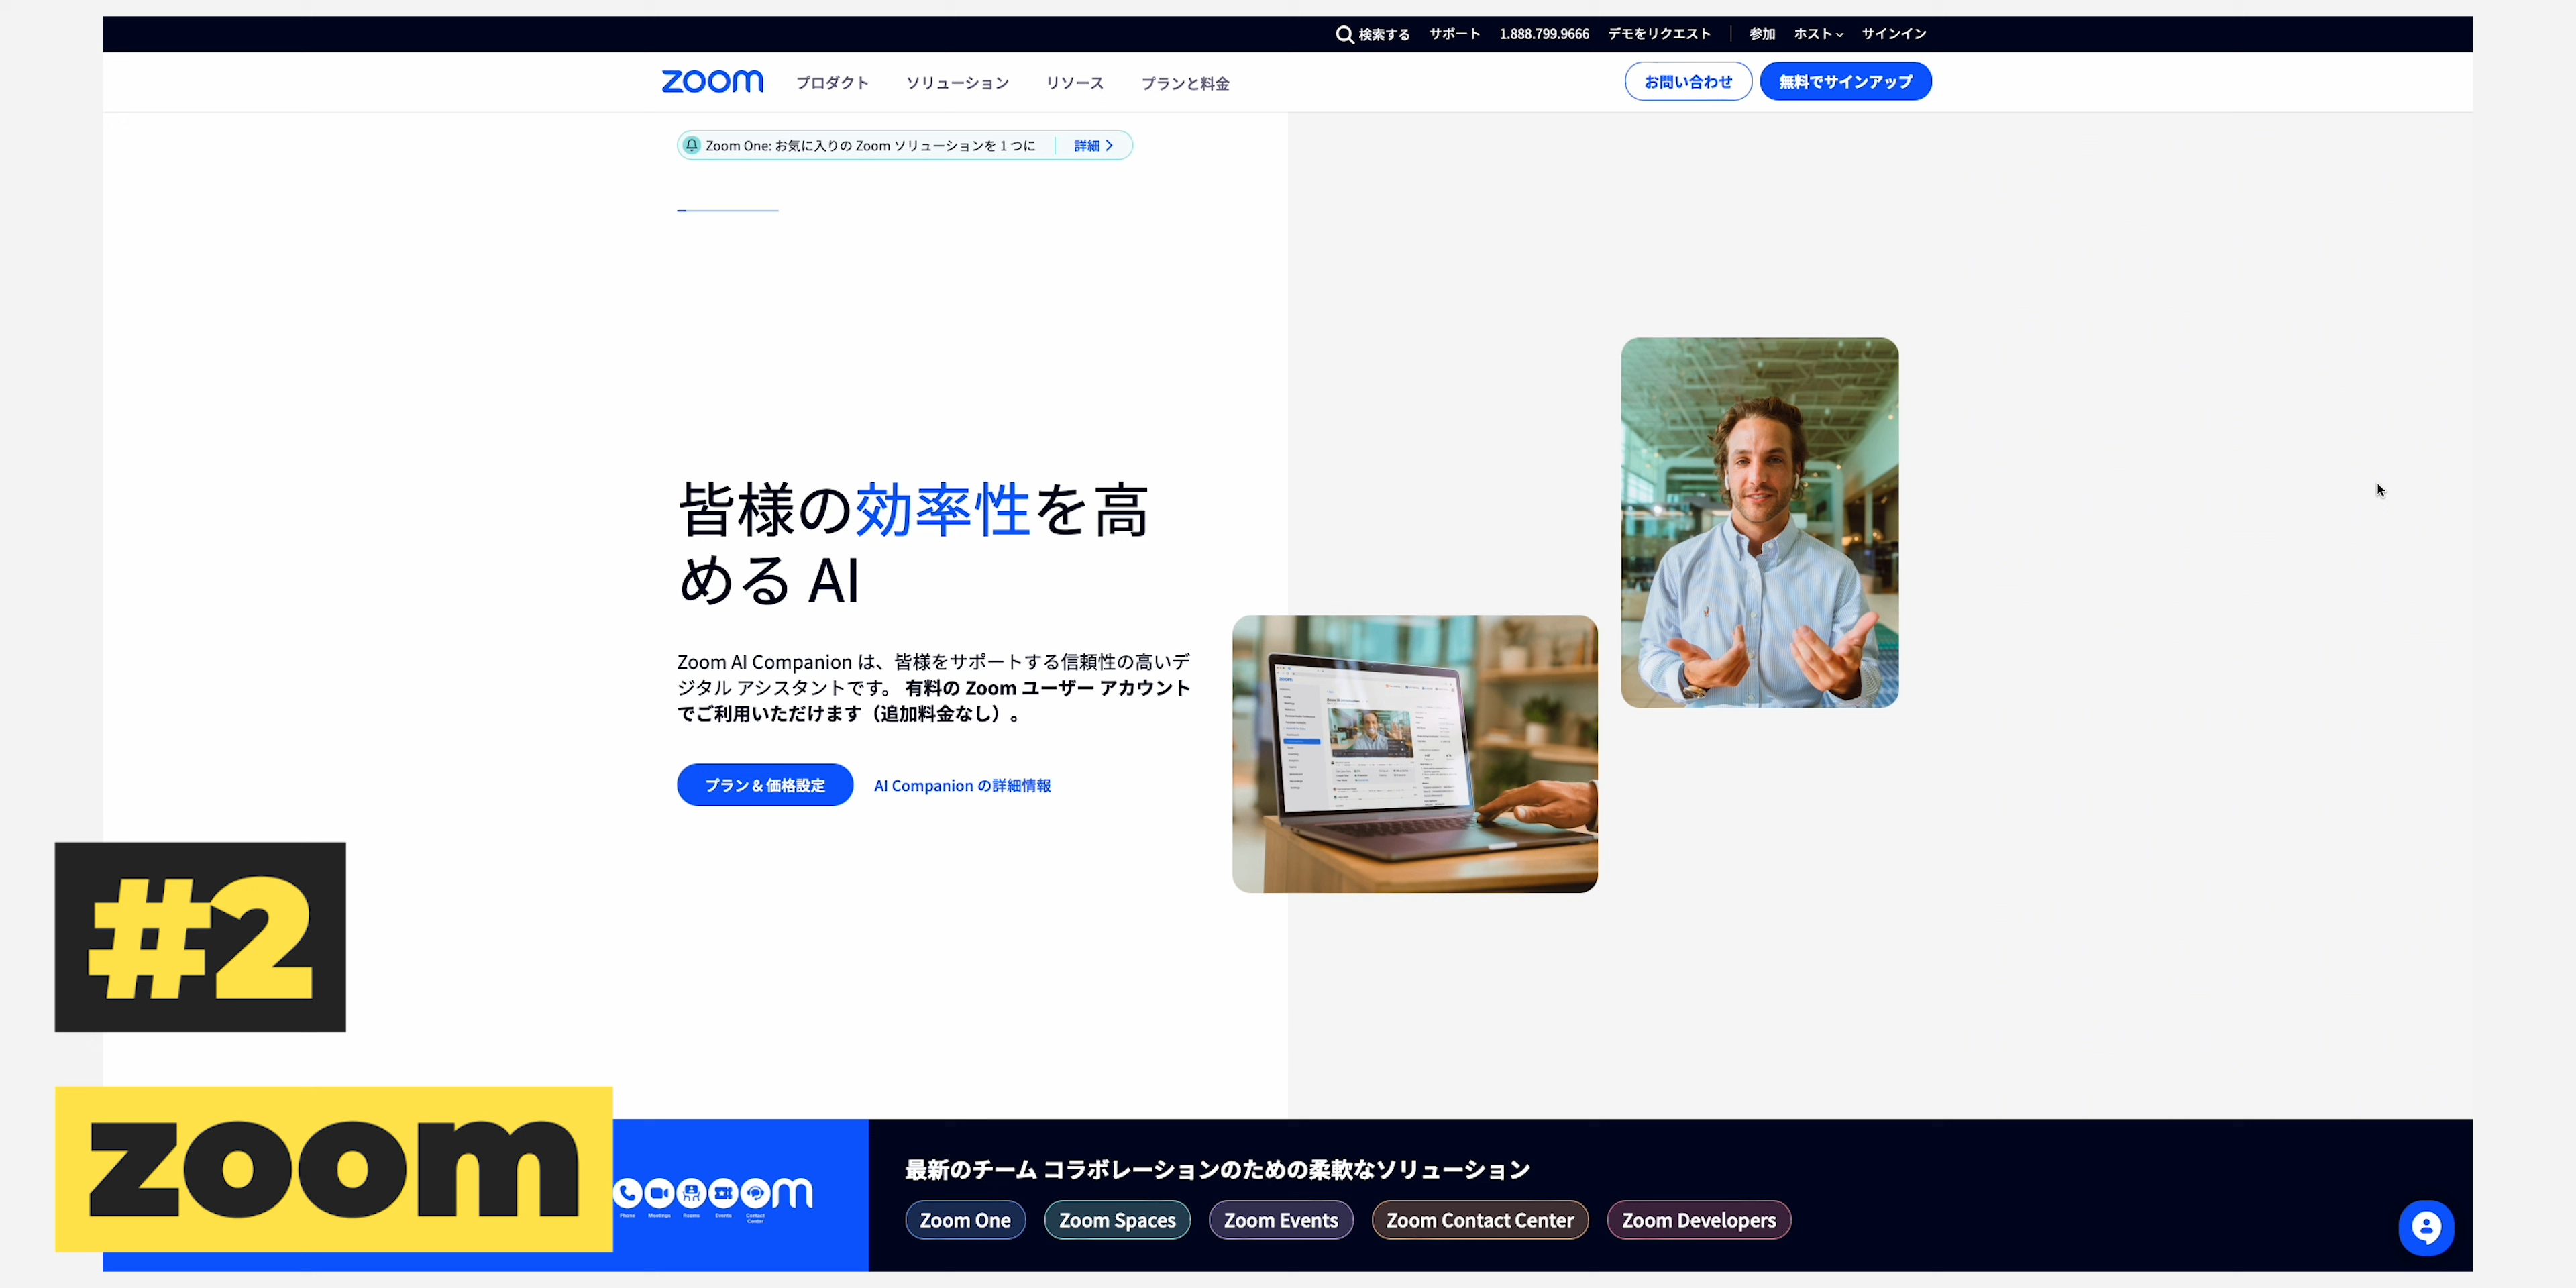 検索する サポート 1.888.799.9666 デモをリクエスト 参加 ホスト サインイン
zoom プロダクト ソリューション リソース プランと料金 お問い合わせ 無料でサインアップ
Zoom One: お気に入りの Zoom ソリューションを 1 つに 詳細
皆様の効率性を高
める AI
Zoom AI Companion は、皆様をサポートする信頼性の高いデ
ジタル アシスタントです。 有料の Zoom ユーザー アカウント
でご利用いただけます（追加料金なし）。
プラン & 価格設定 AI Companion の詳細情報
#2
zoom
m
Phone Meetings Rooms Events Contact
Center
最新のチーム コラボレーションのための柔軟なソリューション
Zoom One Zoom Spaces Zoom Events Zoom Contact Center Zoom Developers